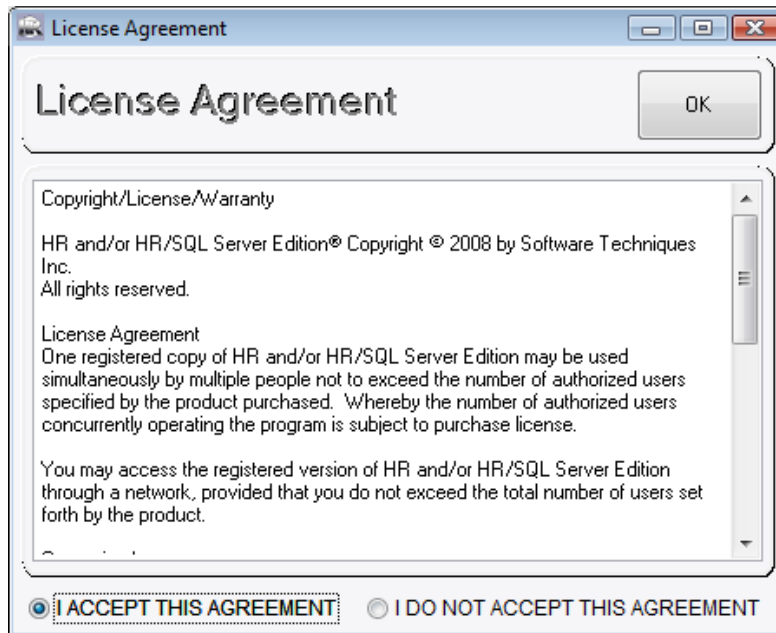 License Agreement
License Agreement
OK
Copyright/License/Warranty
HR and/or HR/SQL Server Edition® Copyright © 2008 by Software Techniques
Inc.
All rights reserved.
License Agreement
One registered copy of HR and/or HR/SQL Server Edition may be used
simultaneously by multiple people not to exceed the number of authorized users
specified by the product purchased.  Whereby the number of authorized users
concurrently operating the program is subject to purchase license.
You may access the registered version of HR and/or HR/SQL Server Edition
through a network, provided that you do not exceed the total number of users set
forth by the product.
I ACCEPT THIS AGREEMENT
I DO NOT ACCEPT THIS AGREEMENT